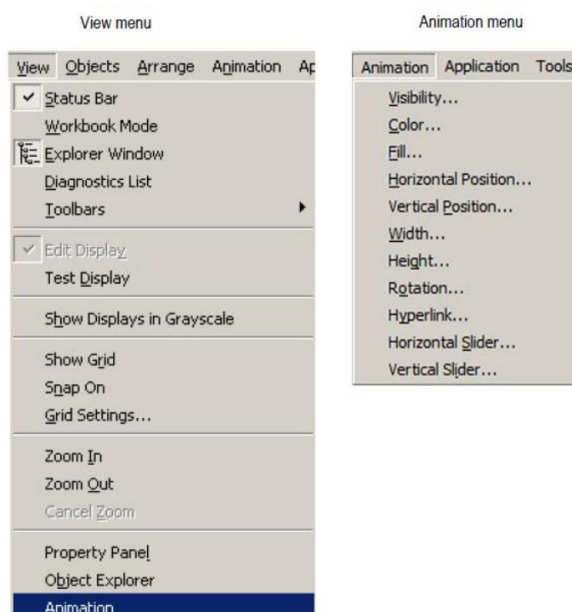 View menu
View Objects Arrange Animation Ap
Status Bar
Workbook Mode
Explorer Window
Diagnostics List
Toolbars
Edit Display
Test Display
Show Displays in Grayscale
Show Grid
Snap On
Grid Settings...
Zoom In
Zoom Out
Cancel Zoom
Property Panel
Object Explorer
Animation
Animation menu
Animation Application Tools
Visibility...
Color...
Fill...
Horizontal Position...
Vertical Position...
Width...
Height...
Rotation...
Hyperlink...
Horizontal Slider...
Vertical Slider...